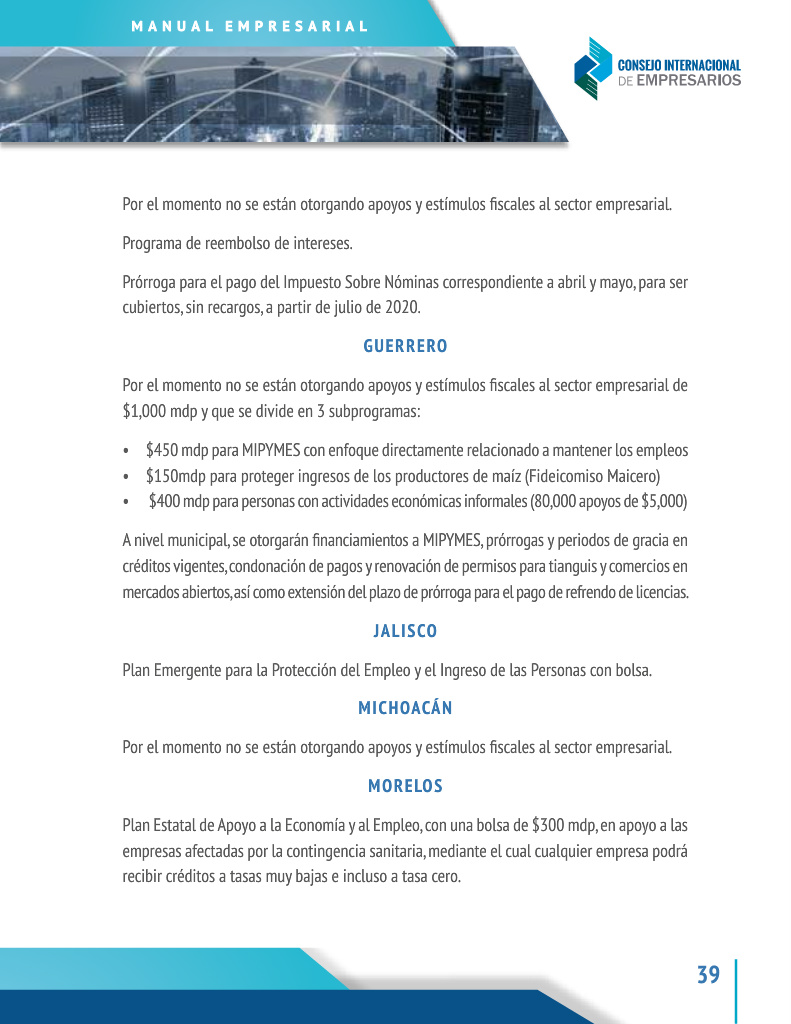 MANUAL EMPRESARIAL
CONSEJO INTERNACIONAL
DE EMPRESARIOS
Por el momento no se están otorgando apoyos y estímulos fiscales al sector empresarial.
Programa de reembolso de intereses.
Prórroga para el pago del Impuesto Sobre Nóminas correspondiente a abril y mayo, para ser
cubiertos, sin recargos, a partir de julio de 2020.
GUERRERO
Por el momento no se están otorgando apoyos y estímulos fiscales al sector empresarial de
$1,000 mdp y que se divide en 3 subprogramas:
• $450 mdp para MIPYMES con enfoque directamente relacionado a mantener los empleos
• $150mdp para proteger ingresos de los productores de maíz (Fideicomiso Maicero)
• $400 mdp para personas con actividades económicas informales (80,000 apoyos de $5,000)
A nivel municipal, se otorgarán financiamientos a MIPYMES, prórrogas y periodos de gracia en
créditos vigentes, condonación de pagos y renovación de permisos para tianguis y comercios en
mercados abiertos, así como extensión del plazo de prórroga para el pago de refrendo de licencias.
JALISCO
Plan Emergente para la Protección del Empleo y el Ingreso de las Personas con bolsa.
MICHOACÁN
Por el momento no se están otorgando apoyos y estímulos fiscales al sector empresarial.
MORELOS
Plan Estatal de Apoyo a la Economía y al Empleo, con una bolsa de $300 mdp, en apoyo a las
empresas afectadas por la contingencia sanitaria, mediante el cual cualquier empresa podrá
recibir créditos a tasas muy bajas e incluso a tasa cero.
39